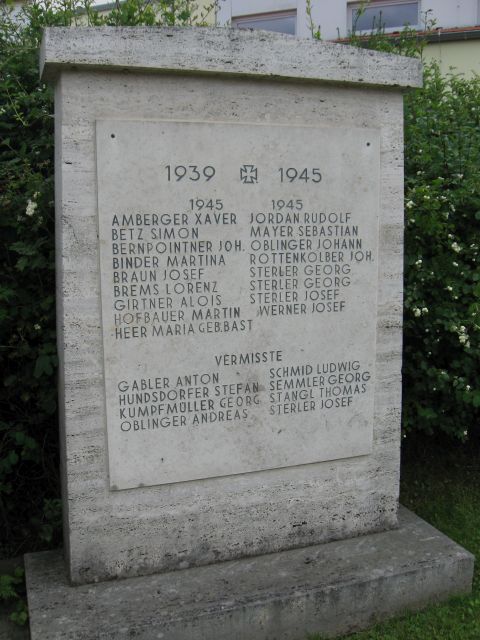 1939 1945
1945 1945
AMBERGER XAVER JORDAN RUDOLF
BETZ SIMON MAYER SEBASTIAN
BERNPOINTNER JOH. OBLINGER JOHANN
BINDER MARTINA ROTTENKOLBER JOH.
BRAUN JOSEF STERLER GEORG
BREMS LORENZ STERLER GEORG
GIRTNER ALOIS STERLER JOSEF
HOFBAUER MARTIN WERNER JOSEF
HEER MARIA GEB. BAST
VERMISSTE
GABLER ANTON SCHMID LUDWIG
HUNDSDORFER STEFAN SEMMLER GEORG
KUMPFMÜLLER GEORG STANGL THOMAS
OBLINGER ANDREAS STERLER JOSEF